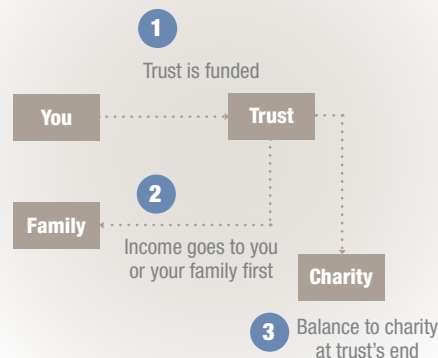 1
Trust is funded
You
Trust
2
Family
Income goes to you
or your family first
Charity
3
Balance to charity
at trust's end